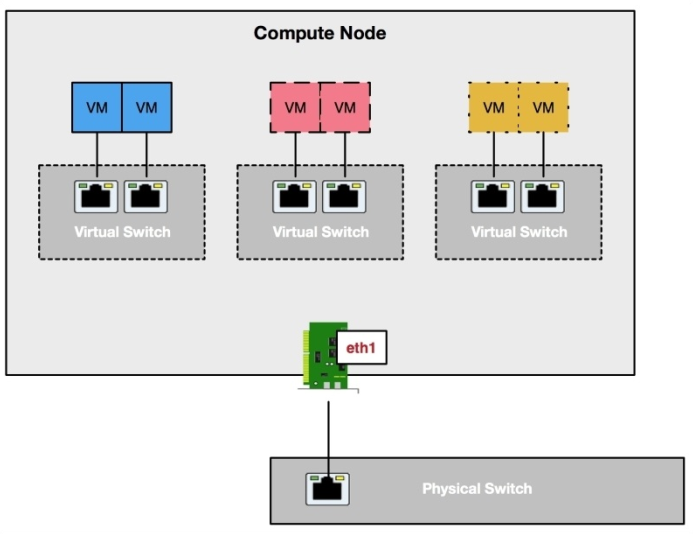 Compute Node
VM VM VM VM VM VM
Virtual Switch Virtual Switch Virtual Switch
eth1
Physical Switch